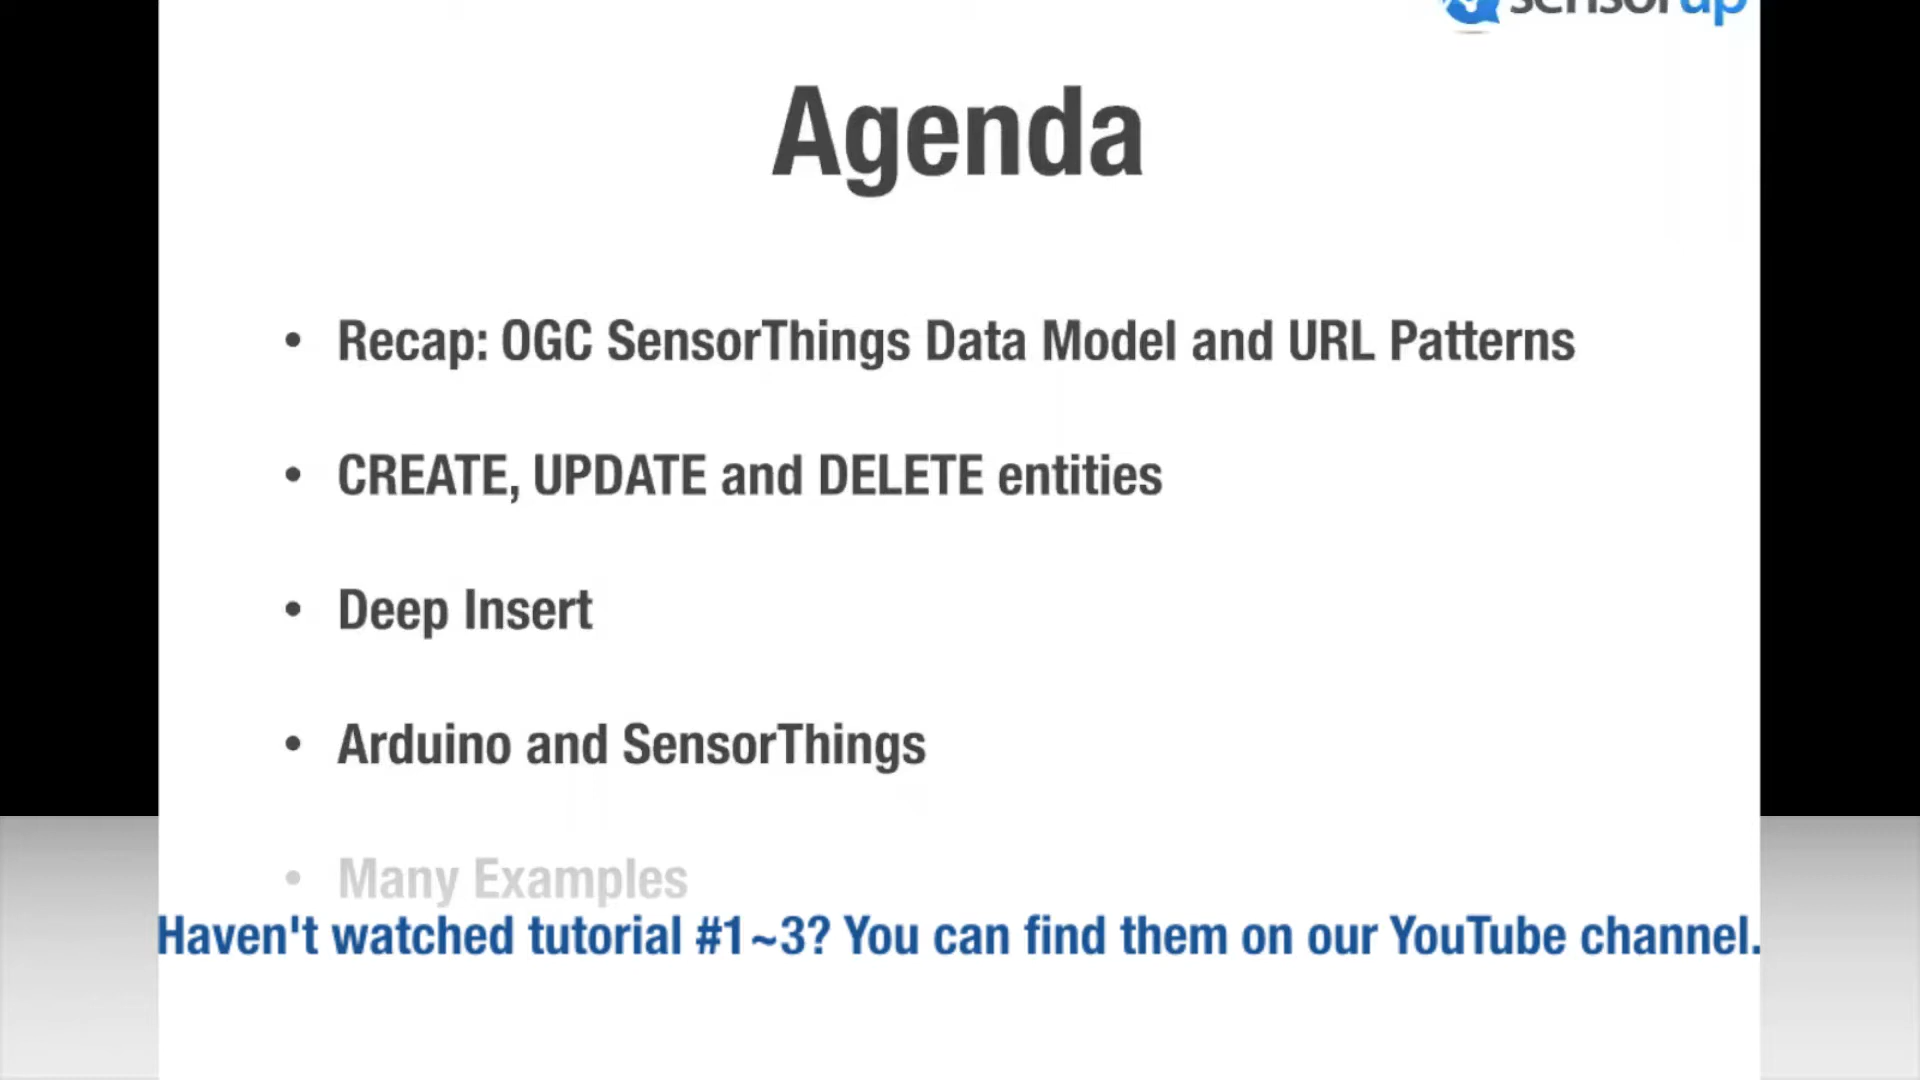 sensorup
Agenda
• Recap: OGC SensorThings Data Model and URL Patterns
• CREATE, UPDATE and DELETE entities
• Deep Insert
• Arduino and SensorThings
• Many Examples
Haven't watched tutorial #1~3? You can find them on our YouTube channel.